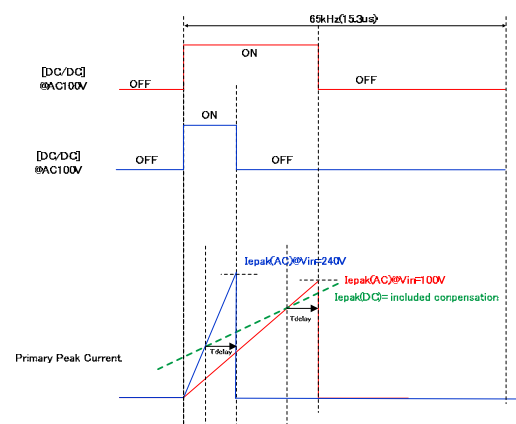 65kHz(15.3us)
ON
[DC/DC]
@AC100V
OFF
OFF
ON
[DC/DC]
@AC100V
OFF
OFF
Iepak(AC)@Vin=240V
Iepak(AC)@Vin=100V
Iepak(DC)= included conpensation
Tdelay
Tdelay
Primary Peak Current